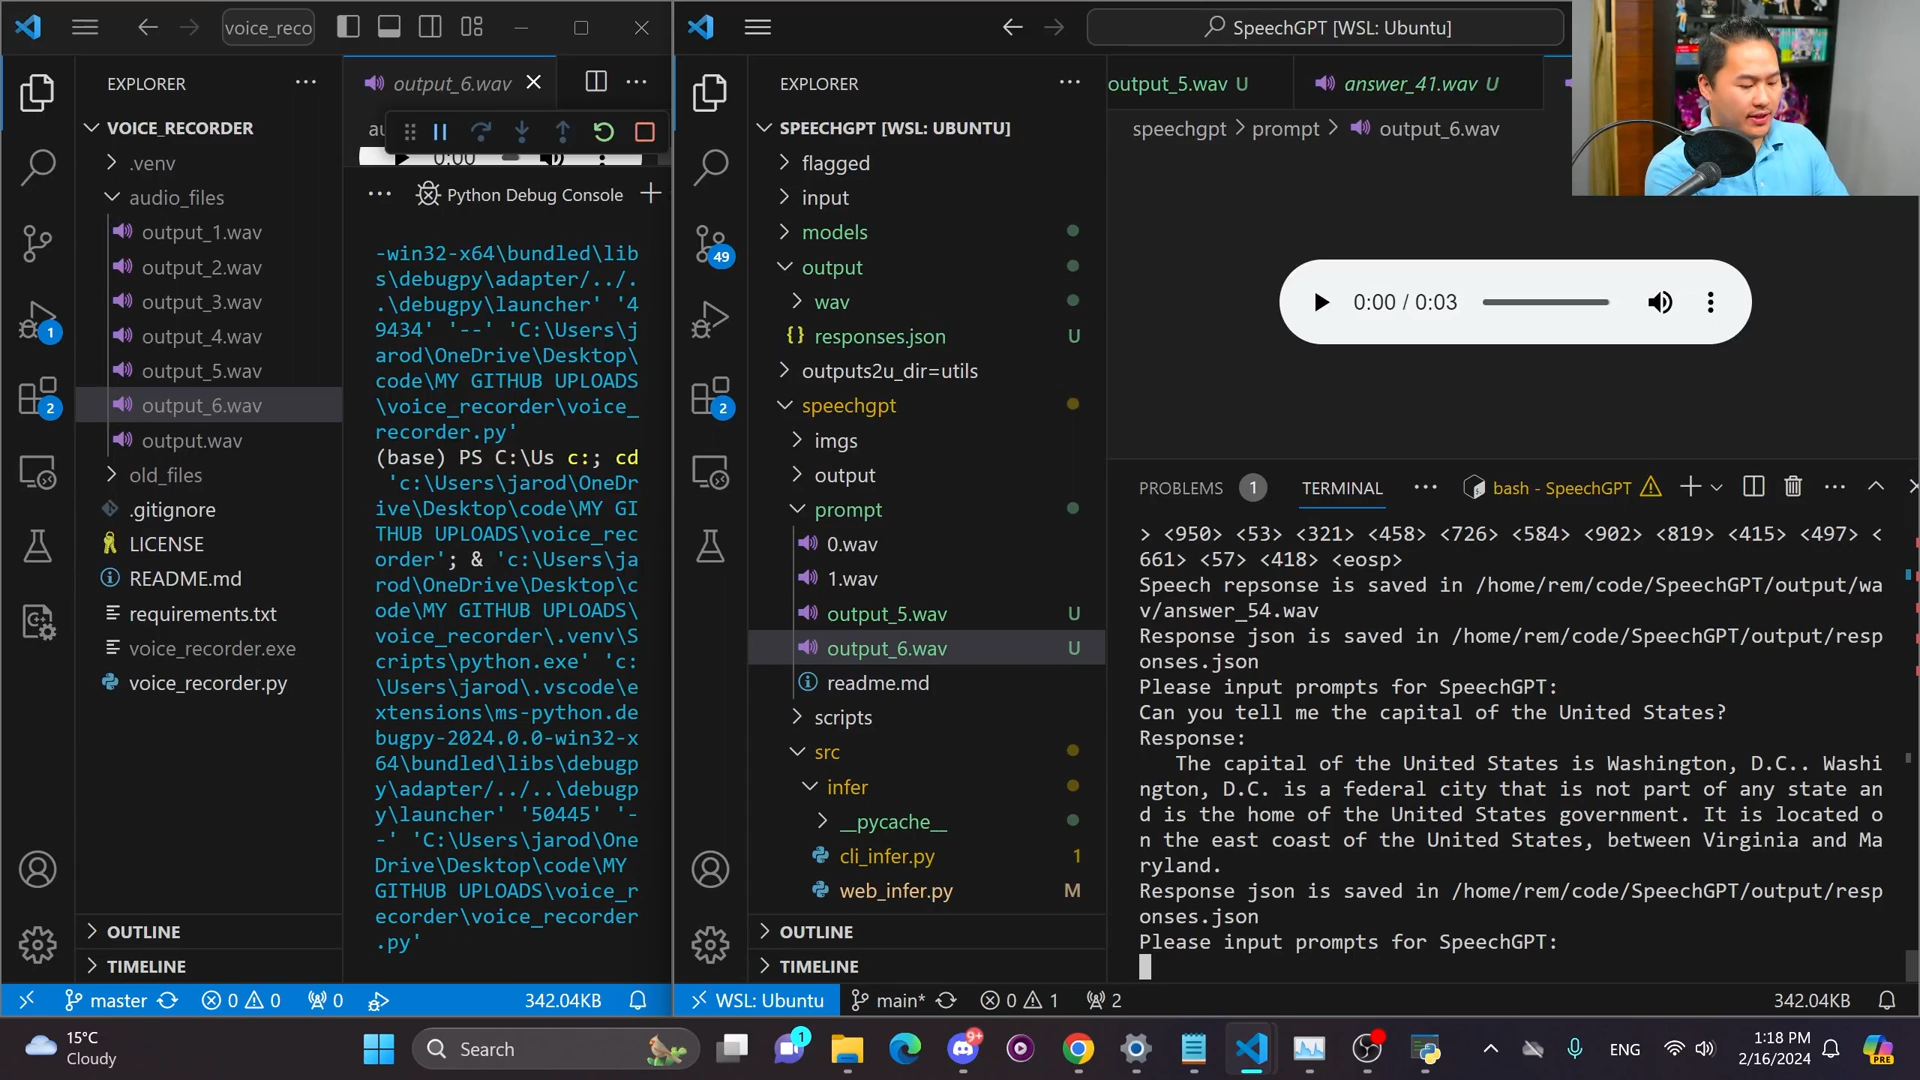 voice_reco
EXPLORER
VOICE_RECORDER
.venv
audio_files
output_1.wav
output_2.wav
output_3.wav
output_4.wav
output_5.wav
output_6.wav
output.wav
old_files
.gitignore
LICENSE
README.md
requirements.txt
voice_recorder.exe
voice_recorder.py
OUTLINE
TIMELINE
1
2
output_6.wav
au
0:00
Python Debug Console
-win32-x64\bundled\lib
s\debugpy\adapter/../.
.\debugpy\launcher' '4
9434' '--' 'C:\Users\j
arod\OneDrive\Desktop\
code\MY GITHUB UPLOADS
\voice_recorder\voice_
recorder.py'
(base) PS C:\Us c:; cd
'c:\Users\jarod\OneDr
ive\Desktop\code\MY GI
THUB UPLOADS\voice_rec
order'; & 'c:\Users\ja
rod\OneDrive\Desktop\c
ode\MY GITHUB UPLOADS\
voice_recorder\.venv\S
cripts\python.exe' 'c:
\Users\jarod\.vscode\e
xtensions\ms-python.de
bugpy-2024.0.0-win32-x
64\bundled\libs\debugp
y\adapter/../..\debugp
y\launcher' '50445' '-
-' 'C:\Users\jarod\One
Drive\Desktop\code\MY
GITHUB UPLOADS\voice_r
ecorder\voice_recorder
.py'
master
0 0
0
342.04KB
SpeechGPT [WSL: Ubuntu]
EXPLORER
SPEECHGPT [WSL: UBUNTU]
flagged
input
models
output
wav
responses.json U
outputs2u_dir=utils
speechgpt
imgs
output
prompt
0.wav
1.wav
output_5.wav U
output_6.wav U
readme.md
scripts
src
infer
__pycache__
cli_infer.py 1
web_infer.py M
OUTLINE
TIMELINE
49
2
output_5.wav U
answer_41.wav U
speechgpt > prompt > output_6.wav
0:00 / 0:03
PROBLEMS 1 TERMINAL bash - SpeechGPT
> <950> <53> <321> <458> <726> <584> <902> <819> <415> <497> <
661> <57> <418> <eosp>
Speech repsonse is saved in /home/rem/code/SpeechGPT/output/wa
v/answer_54.wav
Response json is saved in /home/rem/code/SpeechGPT/output/resp
onses.json
Please input prompts for SpeechGPT:
Can you tell me the capital of the United States?
Response:
The capital of the United States is Washington, D.C.. Washi
ngton, D.C. is a federal city that is not part of any state an
d is the home of the United States government. It is located o
n the east coast of the United States, between Virginia and Ma
ryland.
Response json is saved in /home/rem/code/SpeechGPT/output/resp
onses.json
Please input prompts for SpeechGPT:
WSL: Ubuntu
main*
0 1
2
342.04KB
15°C
Cloudy
Search
1
9+
PRE
ENG
1:18 PM
2/16/2024